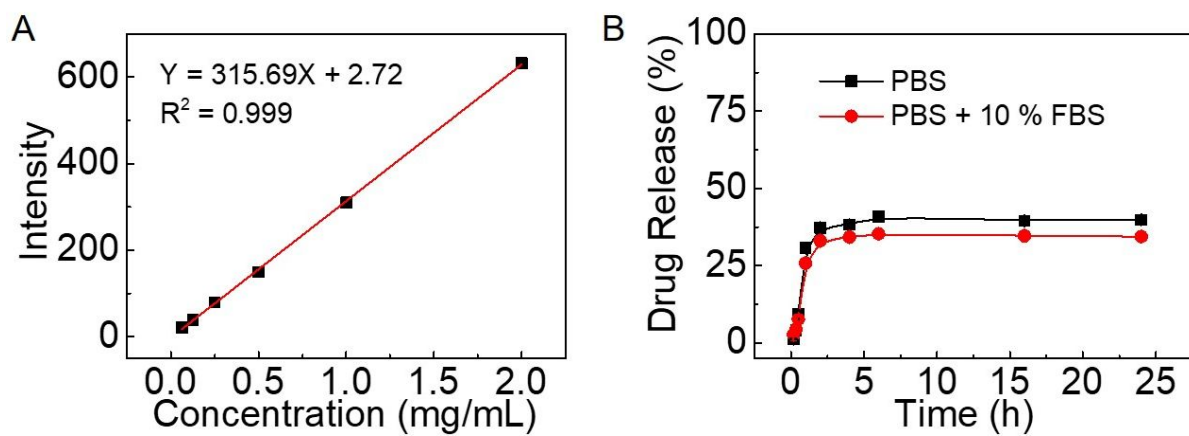 A
Y = 315.69X + 2.72
R² = 0.999
Intensity
600
400
200
0
0.0 0.5 1.0 1.5 2.0
Concentration (mg/mL)
B
PBS
PBS + 10 % FBS
Drug Release (%)
100
75
50
25
0
0 5 10 15 20 25
Time (h)